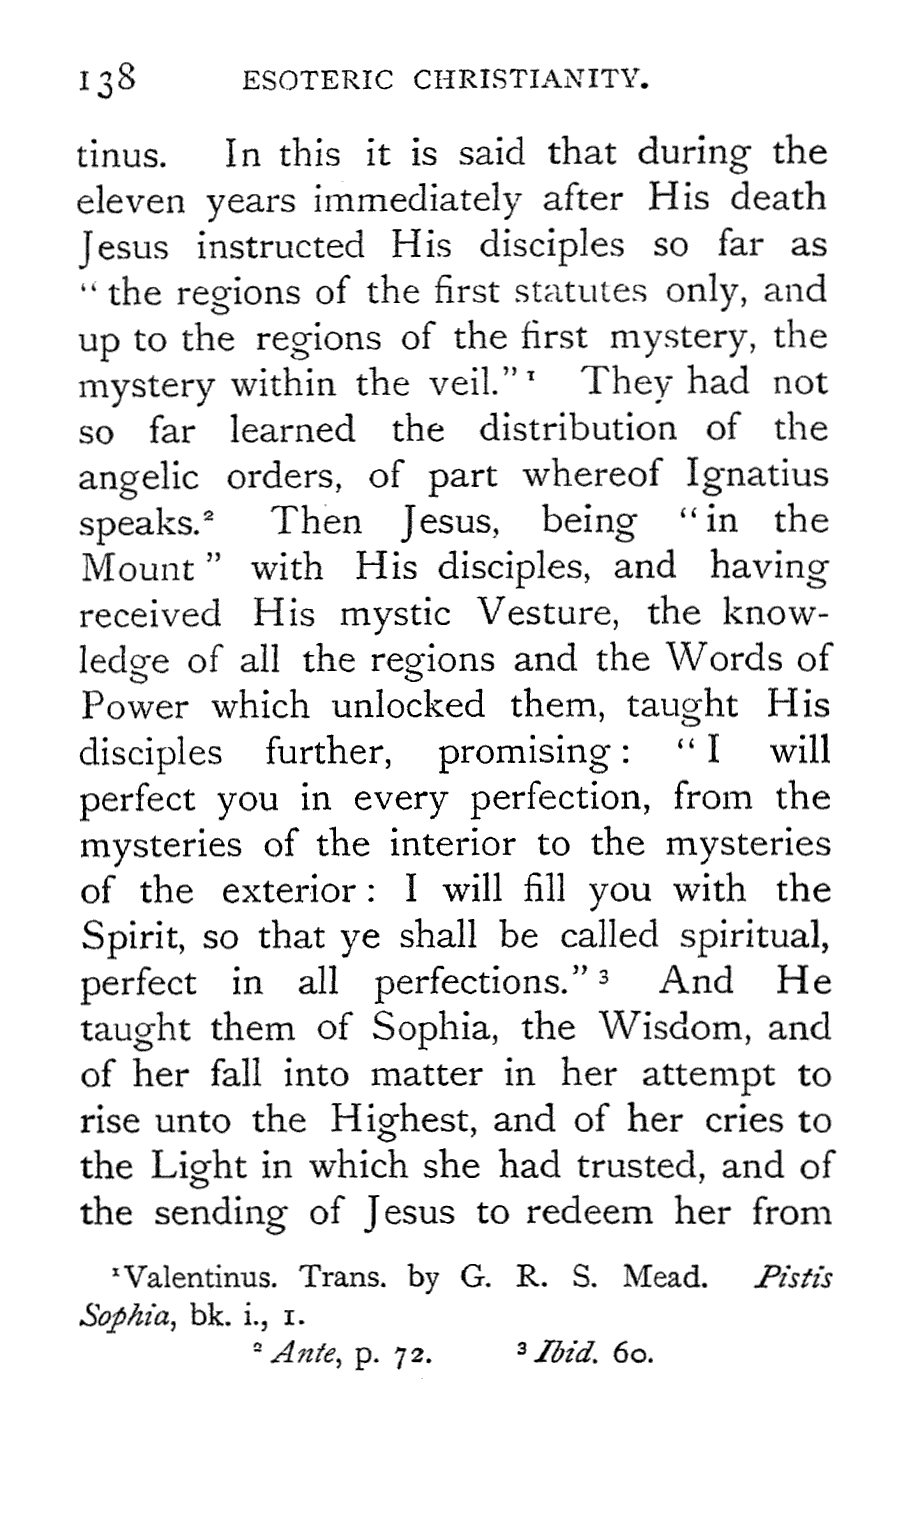 138 ESOTERIC CHRISTIANITY.
tinus. In this it is said that during the
eleven years immediately after His death
Jesus instructed His disciples so far as
“ the regions of the first statutes only, and
up to the regions of the first mystery, the
mystery within the veil.” ¹ They had not
so far learned the distribution of the
angelic orders, of part whereof Ignatius
speaks.² Then Jesus, being “ in the
Mount ” with His disciples, and having
received His mystic Vesture, the know-
ledge of all the regions and the Words of
Power which unlocked them, taught His
disciples further, promising : “ I will
perfect you in every perfection, from the
mysteries of the interior to the mysteries
of the exterior : I will fill you with the
Spirit, so that ye shall be called spiritual,
perfect in all perfections.” ³ And He
taught them of Sophia, the Wisdom, and
of her fall into matter in her attempt to
rise unto the Highest, and of her cries to
the Light in which she had trusted, and of
the sending of Jesus to redeem her from
¹Valentinus. Trans. by G. R. S. Mead. Pistis
Sophia, bk. i., 1.
² Ante, p. 72. ³ Ibid. 60.